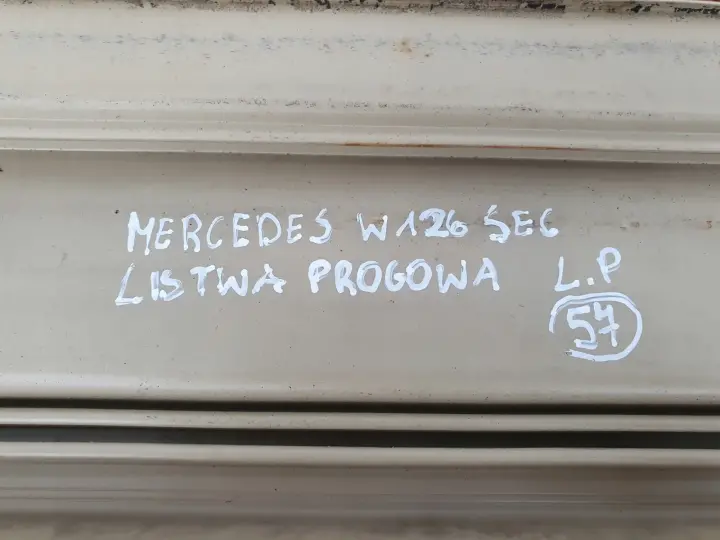 MERCEDES W126 SEC
LISTWA PROGOWA L.P
57